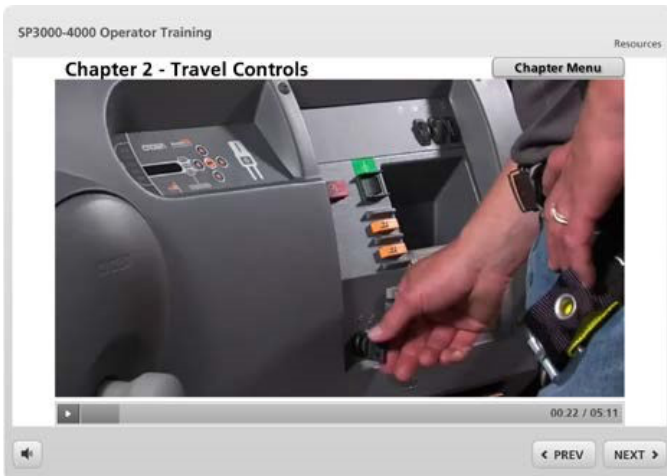 SP3000-4000 Operator Training
Resources
Chapter 2 - Travel Controls
Chapter Menu
00:22 / 05:11
PREV
NEXT